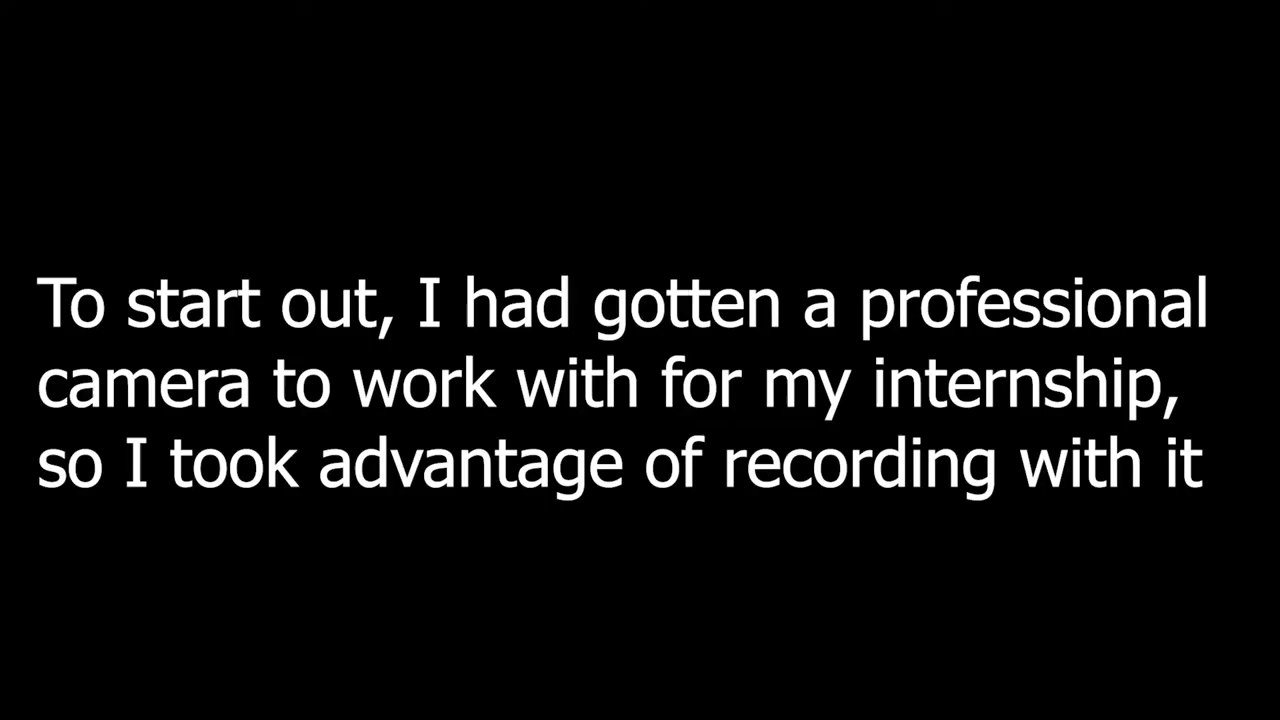 To start out, I had gotten a professional
camera to work with for my internship,
so I took advantage of recording with it